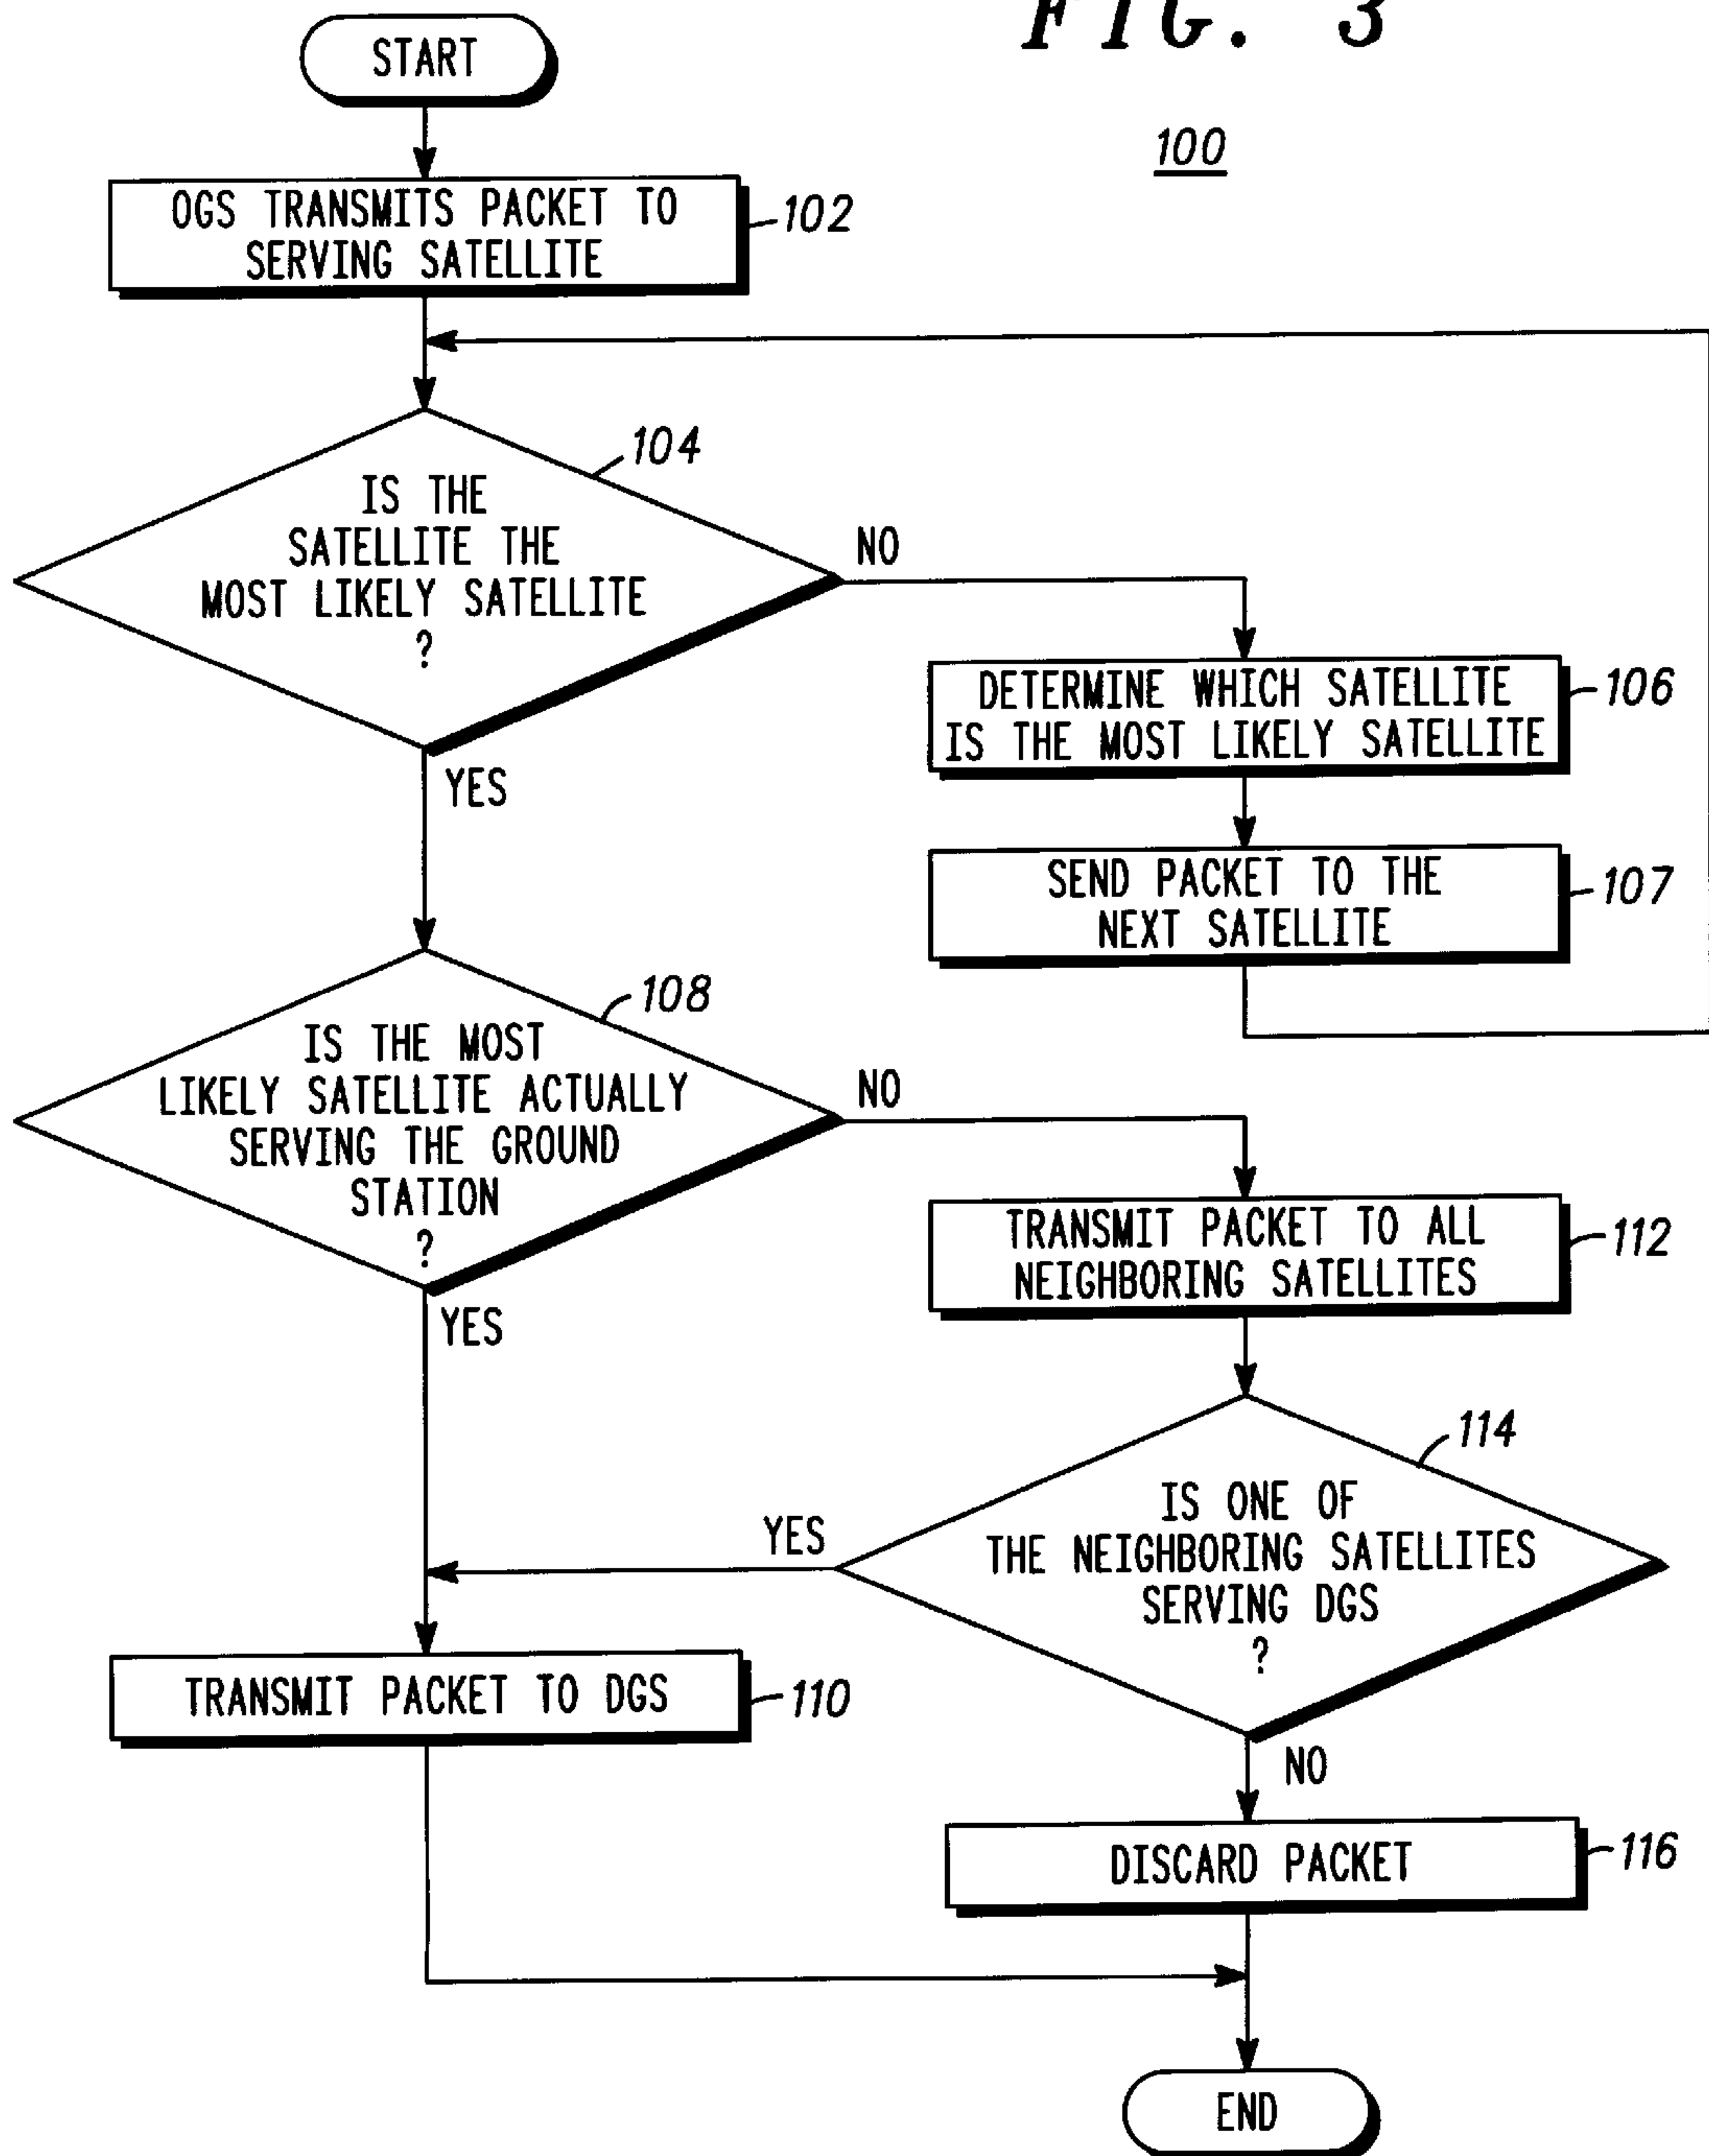 FIG. 3
START
100
OGS TRANSMITS PACKET TO
SERVING SATELLITE
102
104
IS THE
SATELLITE THE
MOST LIKELY SATELLITE
?
NO
YES
DETERMINE WHICH SATELLITE
IS THE MOST LIKELY SATELLITE
106
SEND PACKET TO THE
NEXT SATELLITE
107
108
IS THE MOST
LIKELY SATELLITE ACTUALLY
SERVING THE GROUND
STATION
?
NO
YES
TRANSMIT PACKET TO ALL
NEIGHBORING SATELLITES
112
114
IS ONE OF
THE NEIGHBORING SATELLITES
SERVING DGS
?
YES
NO
TRANSMIT PACKET TO DGS
110
DISCARD PACKET
116
END